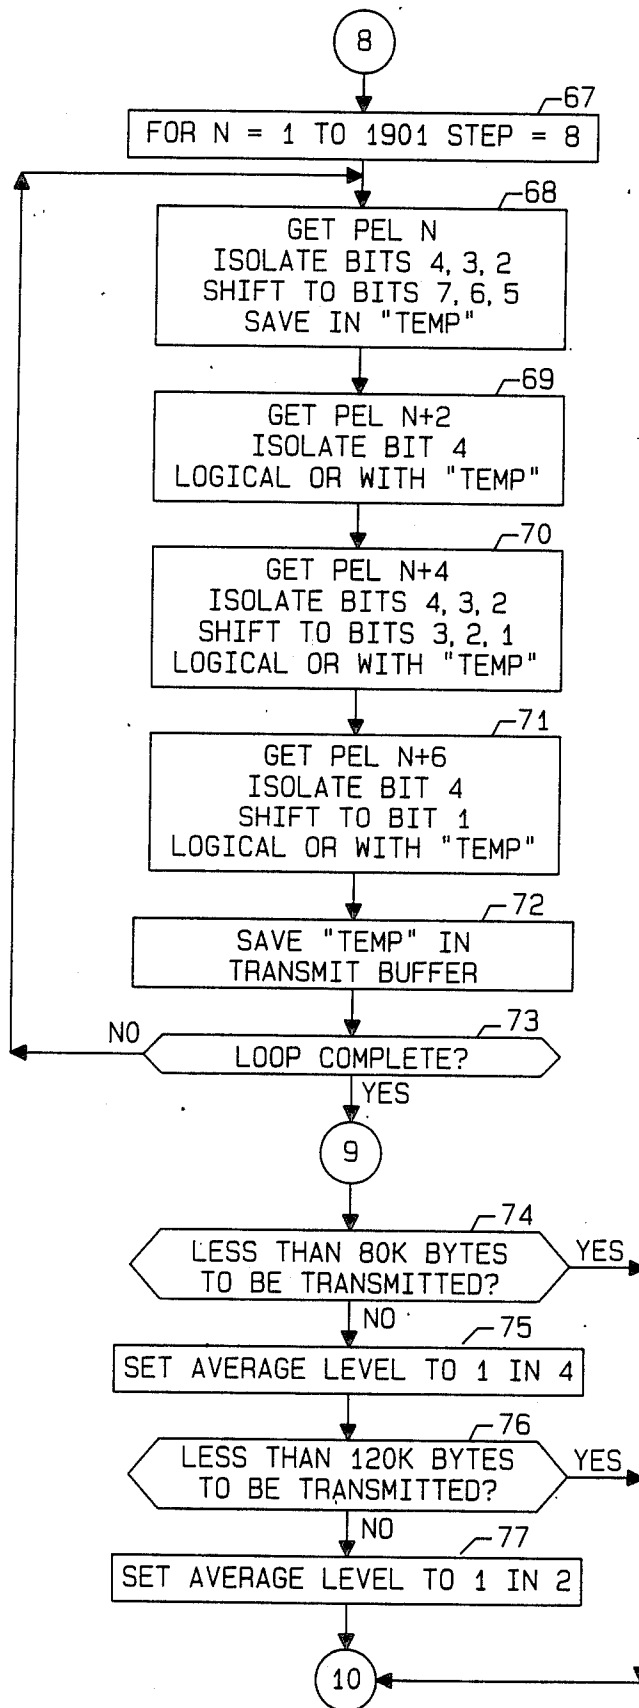 8
67
FOR N = 1 TO 1901 STEP = 8
68
GET PEL N
ISOLATE BITS 4, 3, 2
SHIFT TO BITS 7, 6, 5
SAVE IN "TEMP"
69
GET PEL N+2
ISOLATE BIT 4
LOGICAL OR WITH "TEMP"
70
GET PEL N+4
ISOLATE BITS 4, 3, 2
SHIFT TO BITS 3, 2, 1
LOGICAL OR WITH "TEMP"
71
GET PEL N+6
ISOLATE BIT 4
SHIFT TO BIT 1
LOGICAL OR WITH "TEMP"
72
SAVE "TEMP" IN
TRANSMIT BUFFER
73
NO
LOOP COMPLETE?
YES
9
74
LESS THAN 80K BYTES
TO BE TRANSMITTED?
YES
NO
75
SET AVERAGE LEVEL TO 1 IN 4
76
LESS THAN 120K BYTES
TO BE TRANSMITTED?
YES
NO
77
SET AVERAGE LEVEL TO 1 IN 2
10